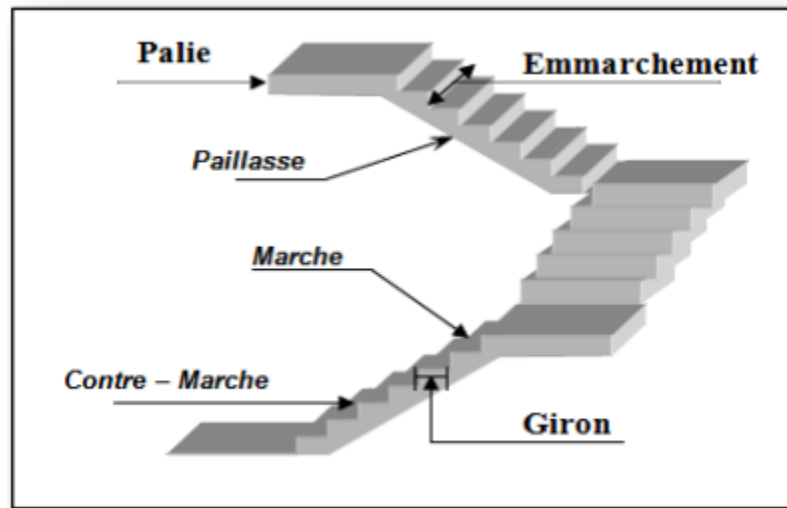 Palie
Emmarchement
Paillasse
Marche
Contre – Marche
Giron